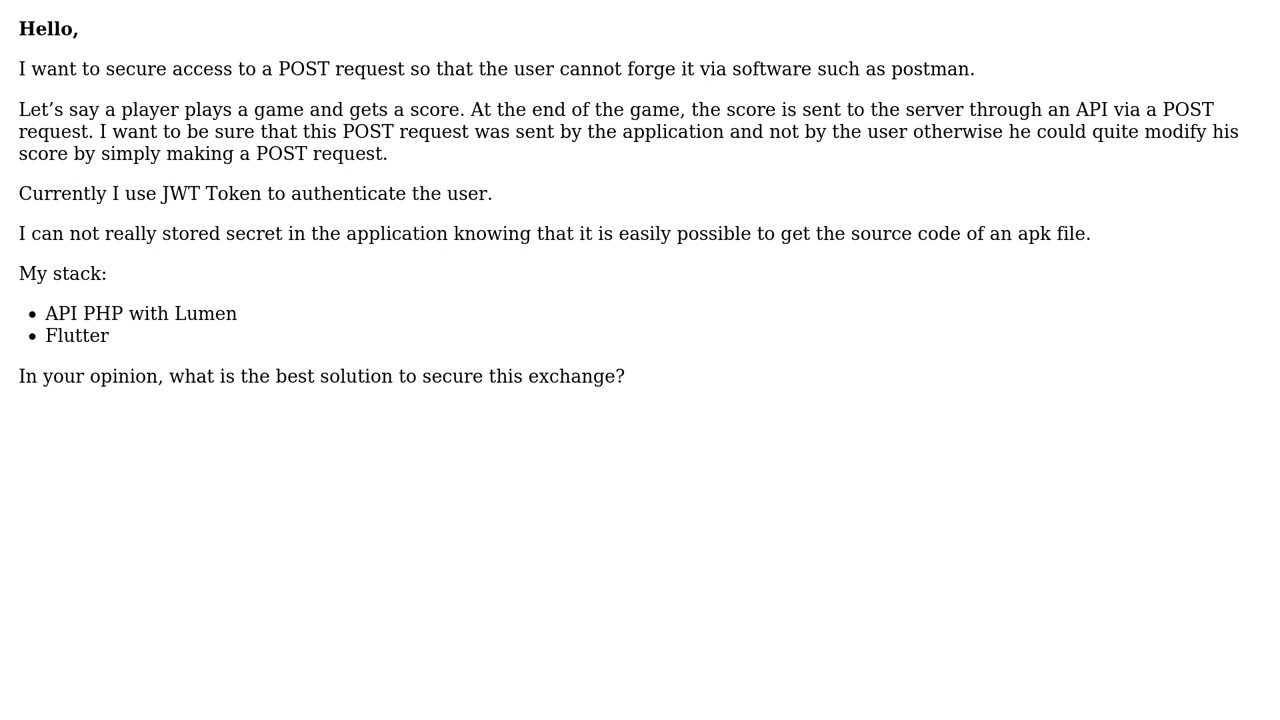 Hello,
I want to secure access to a POST request so that the user cannot forge it via software such as postman.
Let’s say a player plays a game and gets a score. At the end of the game, the score is sent to the server through an API via a POST
request. I want to be sure that this POST request was sent by the application and not by the user otherwise he could quite modify his
score by simply making a POST request.
Currently I use JWT Token to authenticate the user.
I can not really stored secret in the application knowing that it is easily possible to get the source code of an apk file.
My stack:
• API PHP with Lumen
• Flutter
In your opinion, what is the best solution to secure this exchange?